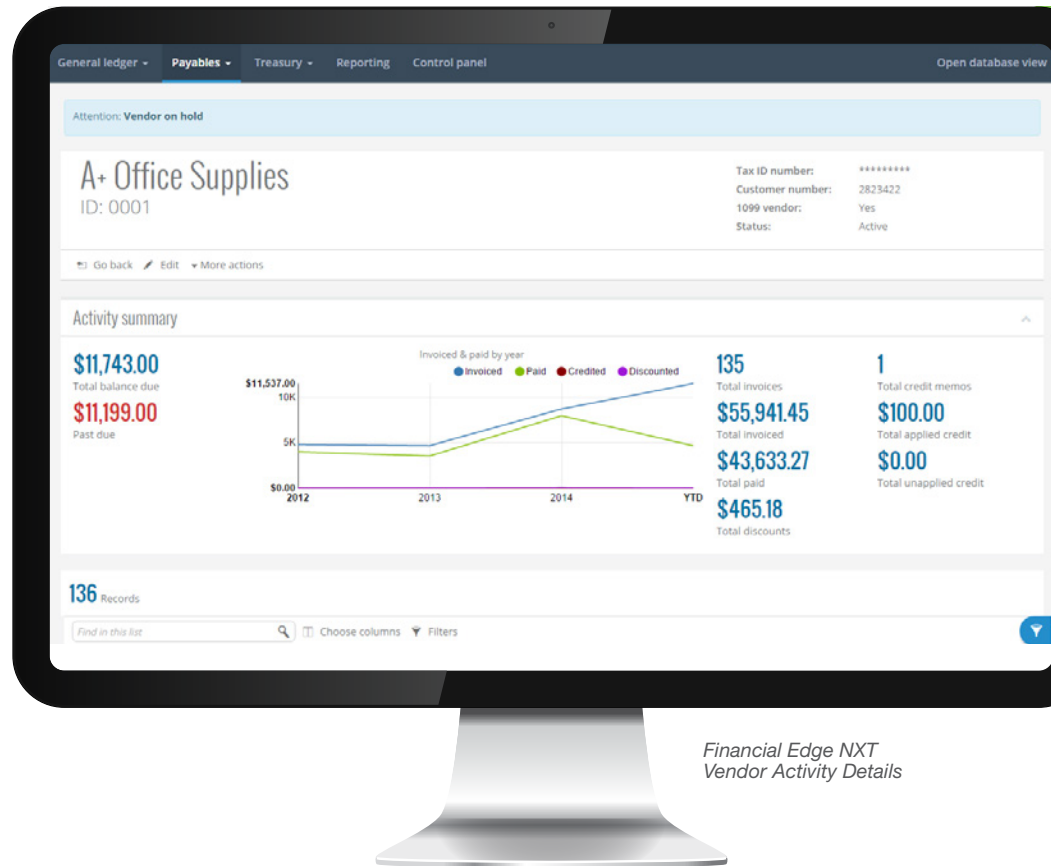 General ledger Payables Treasury Reporting Control panel Open database view
Attention: Vendor on hold
A+ Office Supplies
ID: 0001
Tax ID number: *********
Customer number: 2823422
1099 vendor: Yes
Status: Active
Go back Edit More actions
Activity summary
$11,743.00
Total balance due
$11,199.00
Past due
Invoiced & paid by year
Invoiced Paid Credited Discounted
$11,537.00
10K
5K
$0.00
2012 2013 2014 YTD
135
Total invoices
$55,941.45
Total invoiced
$43,633.27
Total paid
$465.18
Total discounts
1
Total credit memos
$100.00
Total applied credit
$0.00
Total unapplied credit
136 Records
Find in this list Choose columns Filters
Financial Edge NXT
Vendor Activity Details